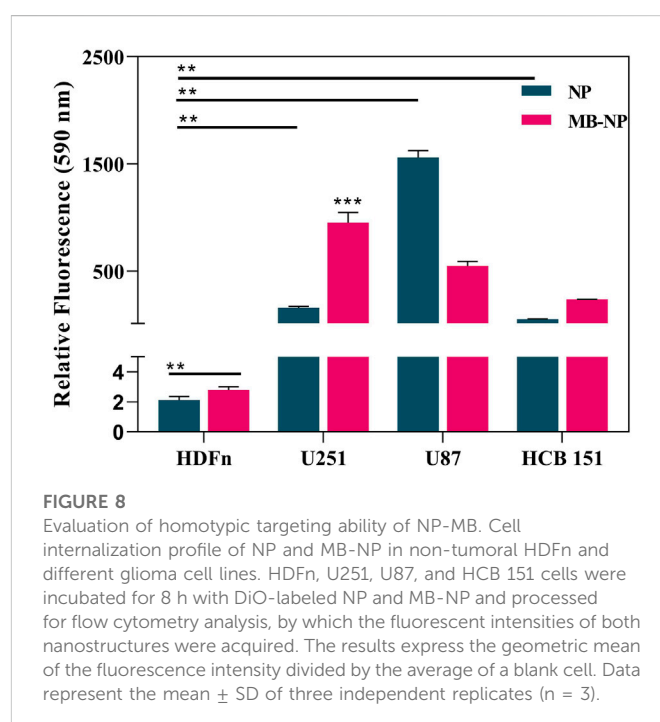 2500
1500
500
4
2
0
Relative Fluorescence (590 nm)
**
**
**
***
**
NP
MB-NP
HDFn U251 U87 HCB 151
FIGURE 8
Evaluation of homotypic targeting ability of NP-MB. Cell
internalization profile of NP and MB-NP in non-tumoral HDFn and
different glioma cell lines. HDFn, U251, U87, and HCB 151 cells were
incubated for 8 h with DiO-labeled NP and MB-NP and processed
for flow cytometry analysis, by which the fluorescent intensities of both
nanostructures were acquired. The results express the geometric mean
of the fluorescence intensity divided by the average of a blank cell. Data
represent the mean ± SD of three independent replicates (n = 3).